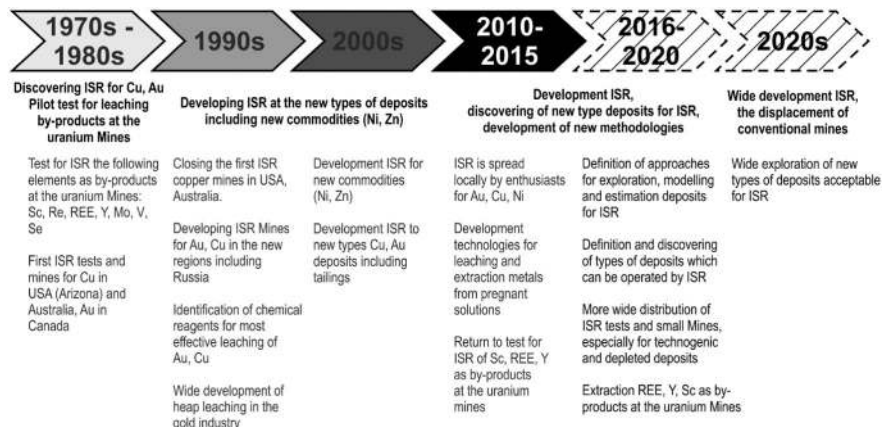 1970s -
1980s
1990s
2000s
2010-
2015
2016-
2020
2020s
Discovering ISR for Cu, Au
Pilot test for leaching
by-products at the
uranium Mines
Developing ISR at the new types of deposits
including new commodities (Ni, Zn)
Development ISR,
discovering of new type deposits for ISR,
development of new methodologies
Wide development ISR,
the displacement of
conventional mines
Test for ISR the following
elements as by-products
at the uranium Mines:
Sc, Re, REE, Y, Mo, V,
Se
First ISR tests and
mines for Cu in
USA (Arizona) and
Australia, Au in
Canada
Closing the first ISR
copper mines in USA,
Australia.
Developing ISR Mines
for Au, Cu in the new
regions including
Russia
Identification of chemical
reagents for most
effective leaching of
Au, Cu
Wide development of
heap leaching in the
gold industry
Development ISR for
new commodities
(Ni, Zn)
Development ISR to
new types Cu, Au
deposits including
tailings
ISR is spread
locally by enthusiasts
for Au, Cu, Ni
Development
technologies for
leaching and
extraction metals
from pregnant
solutions
Return to test for
ISR of Sc, REE, Y
as by-products
at the uranium
mines
Definition of approaches
for exploration, modelling
and estimation deposits
for ISR
Definition and discovering
of types of deposits which
can be operated by ISR
More wide distribution of
ISR tests and small Mines,
especially for technogenic
and depleted deposits
Extraction REE, Y, Sc as by-
products at the uranium Mines
Wide exploration of new
types of deposits acceptable
for ISR